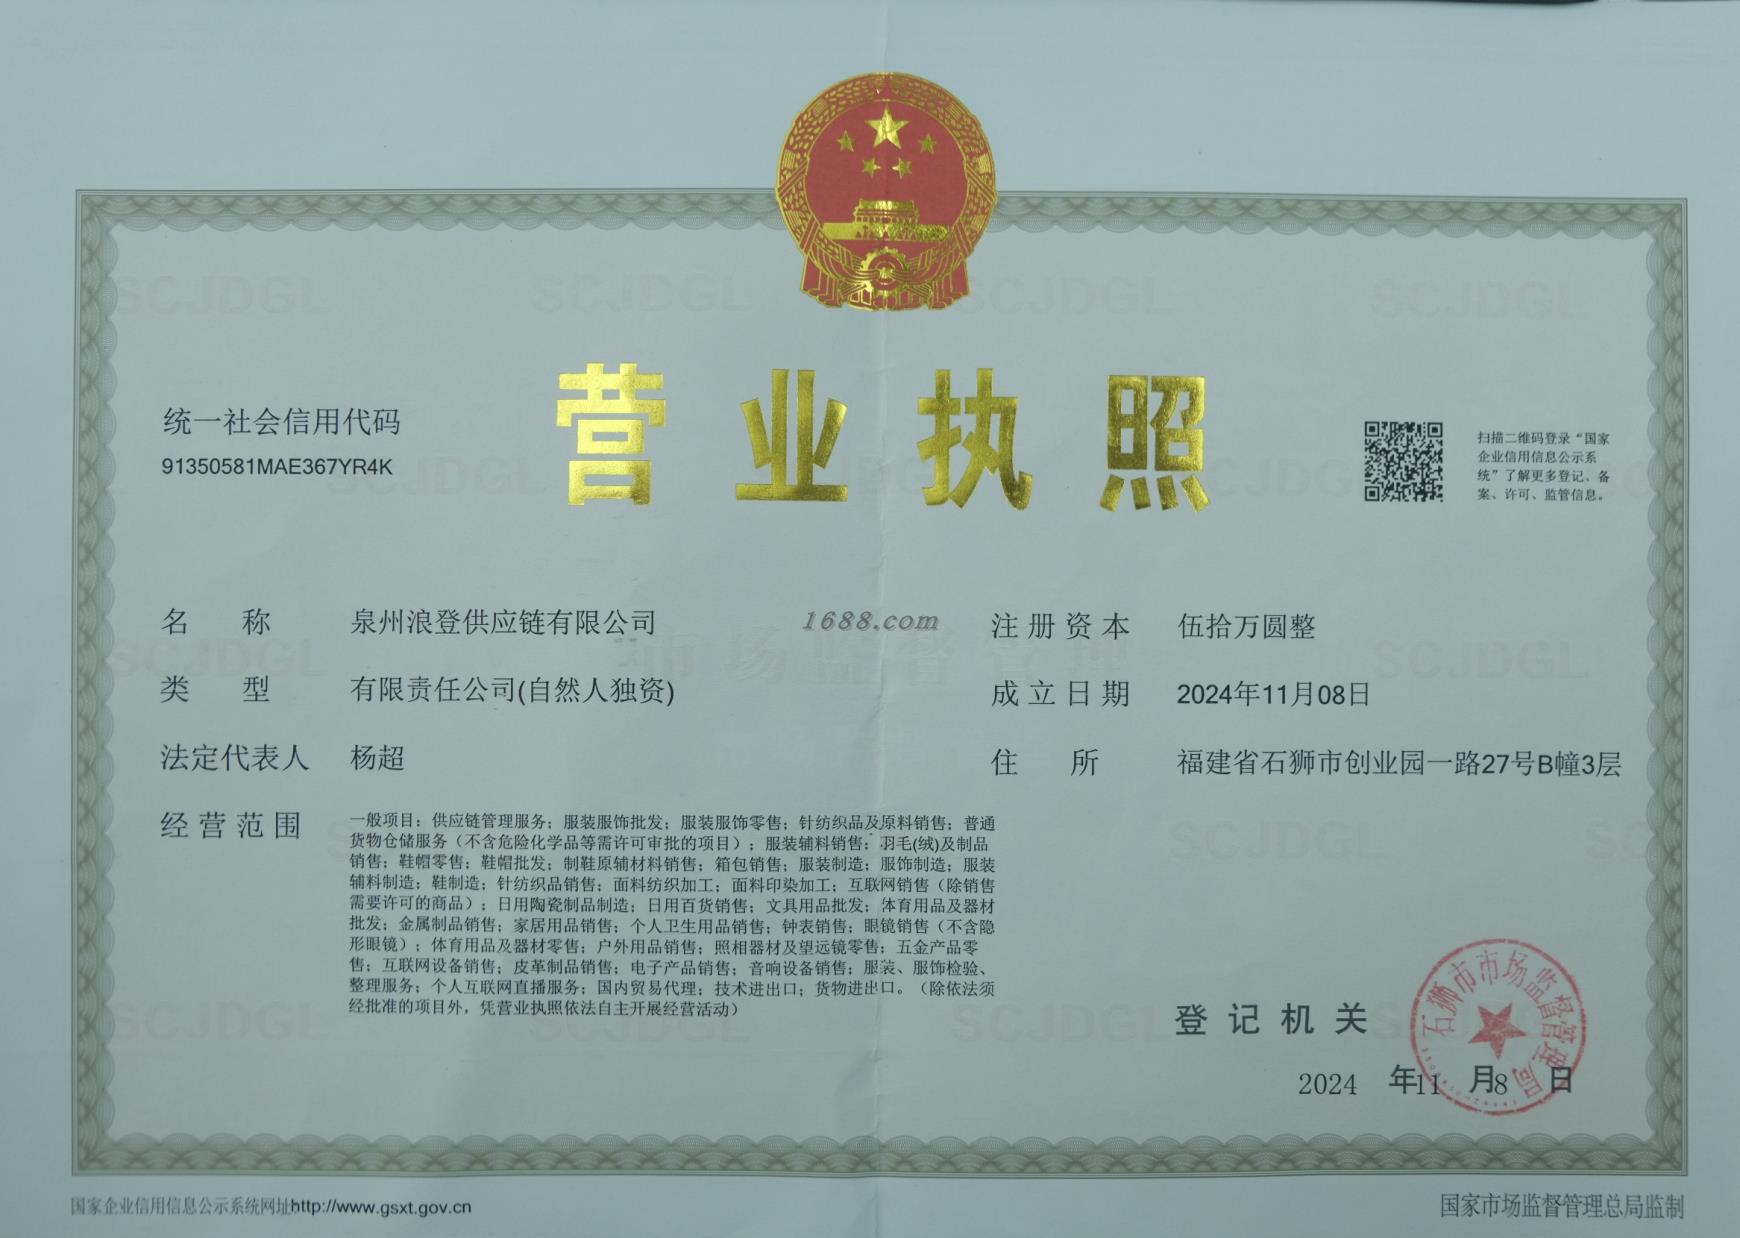 营业执照
统一社会信用代码
91350581MAE367YR4K
扫描二维码登录“国家
企业信用信息公示系
统”了解更多登记、备
案、许可、监管信息。
名称 泉州浪登供应链有限公司
类型 有限责任公司(自然人独资)
法定代表人 杨超
经营范围 一般项目：供应链管理服务；服装服饰批发；服装服饰零售；针纺织品及原料销售；普通
货物仓储服务（不含危险化学品等需许可审批的项目）；服装辅料销售；羽毛(绒)及制品
销售；鞋帽零售；鞋帽批发；制鞋原辅材料销售；箱包销售；服装制造；服饰制造；服装
辅料制造；鞋制造；针纺织品销售；面料纺织加工；面料印染加工；互联网销售（除销售
需要许可的商品）；日用陶瓷制品制造；日用百货销售；文具用品批发；体育用品及器材
批发；金属制品销售；家居用品销售；个人卫生用品销售；钟表销售；眼镜销售（不含隐
形眼镜）；体育用品及器材零售；户外用品销售；照相器材及望远镜零售；五金产品零
售；互联网设备销售；皮革制品销售；电子产品销售；音响设备销售；服装、服饰检验、
整理服务；个人互联网直播服务；国内贸易代理；技术进出口；货物进出口。（除依法须
经批准的项目外，凭营业执照依法自主开展经营活动）
1688.com
注册资本 伍拾万圆整
成立日期 2024年11月08日
住所 福建省石狮市创业园一路27号B幢3层
市场监督管理
登记机关
石狮市市场监督管理局
2024 年11 月8 日
SCJDGL
国家企业信用信息公示系统网址http://www.gsxt.gov.cn
国家市场监督管理总局监制